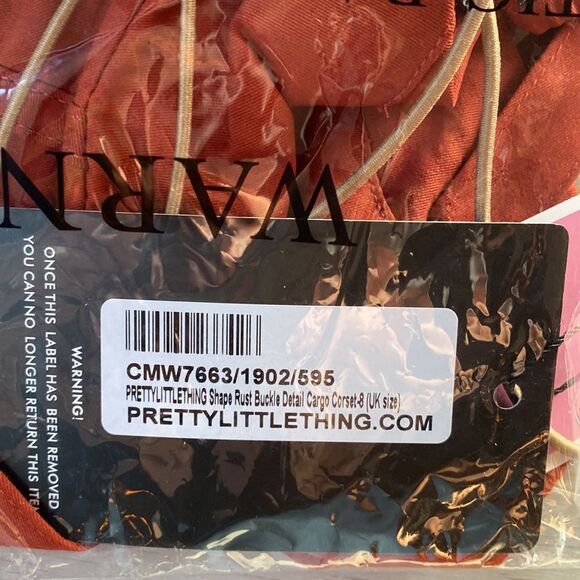 WARN
WARNING!
ONCE THIS LABEL HAS BEEN REMOVED
YOU CAN NO LONGER RETURN THIS ITE
CMW7663/1902/595
PRETTYLITTLETHING Shape Rust Buckle Detail Cargo Corset-8 (UK size)
PRETTYLITTLETHING.COM